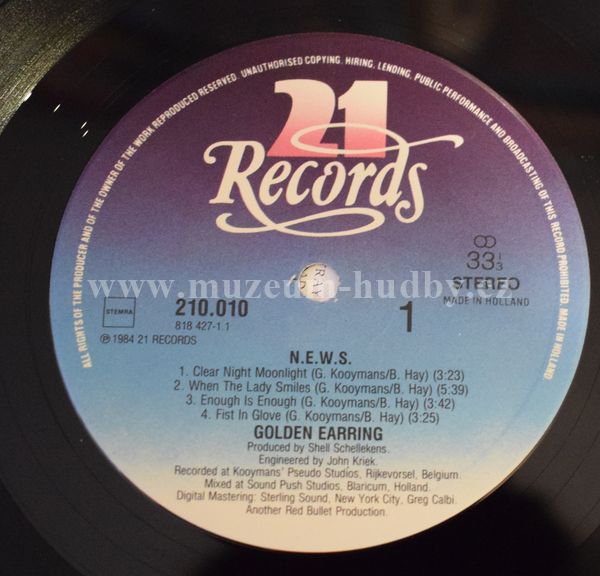 ALL RIGHTS OF THE PRODUCER AND OF THE OWNER OF THE WORK REPRODUCED RESERVED. UNAUTHORISED COPYING, HIRING, LENDING, PUBLIC PERFORMANCE AND BROADCASTING OF THIS RECORD PROHIBITED. MADE IN HOLLAND
21
Records
33⅓
STEREO
MADE IN HOLLAND
www.muzeum-hudby.cz
STEMRA
210.010
818 427-1.1
1
℗ 1984 21 RECORDS
N.E.W.S.
1. Clear Night Moonlight (G. Kooymans/B. Hay) (3:23)
2. When The Lady Smiles (G. Kooymans/B. Hay) (5:39)
3. Enough Is Enough (G. Kooymans/B. Hay) (3:42)
4. Fist In Glove (G. Kooymans/B. Hay) (3:25)
GOLDEN EARRING
Produced by Shell Schellekens.
Engineered by John Kriek.
Recorded at Kooymans' Pseudo Studios, Rijkevorsel, Belgium.
Mixed at Sound Push Studios, Blaricum, Holland.
Digital Mastering: Sterling Sound, New York City, Greg Calbi.
Another Red Bullet Production.